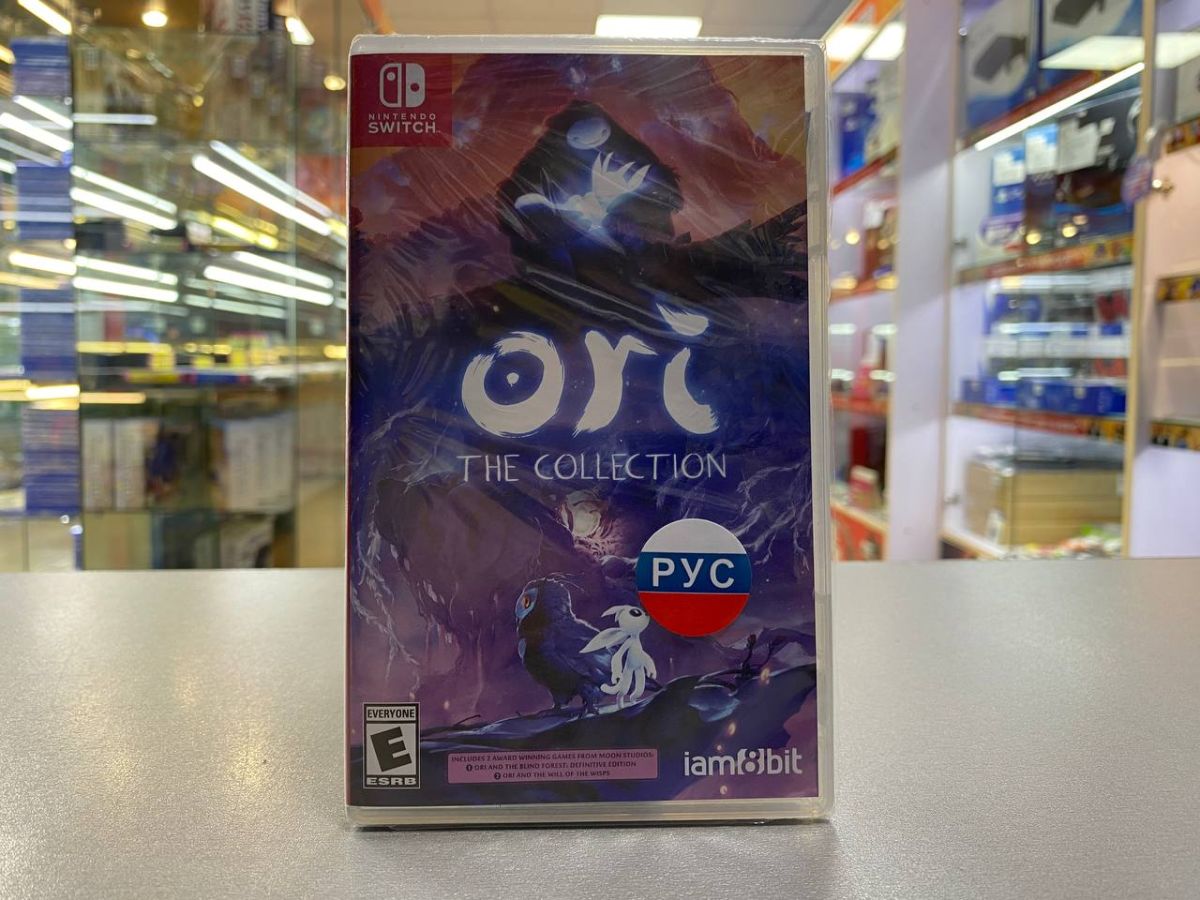 NINTENDO
SWITCH
ori
THE COLLECTION
РУС
EVERYONE
E
ESRB
INCLUDES 2 AWARD WINNING GAMES FROM MOON STUDIOS:
1 ORI AND THE BLIND FOREST: DEFINITIVE EDITION
2 ORI AND THE WILL OF THE WISPS
iam8bit